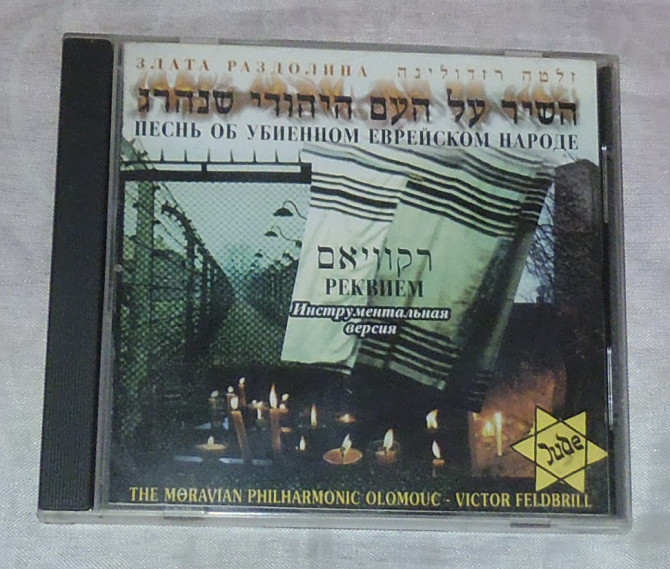 ЗЛАТА РАЗДОЛИНА זלטה רזדולינה
השיר על העם היהודי שנהרג
ПЕСНЬ ОБ УБИЕННОМ ЕВРЕЙСКОМ НАРОДЕ
רקוויאם
РЕКВИЕМ
Инструментальная
версия
Jude
THE MORAVIAN PHILHARMONIC OLOMOUC - VICTOR FELDBRILL